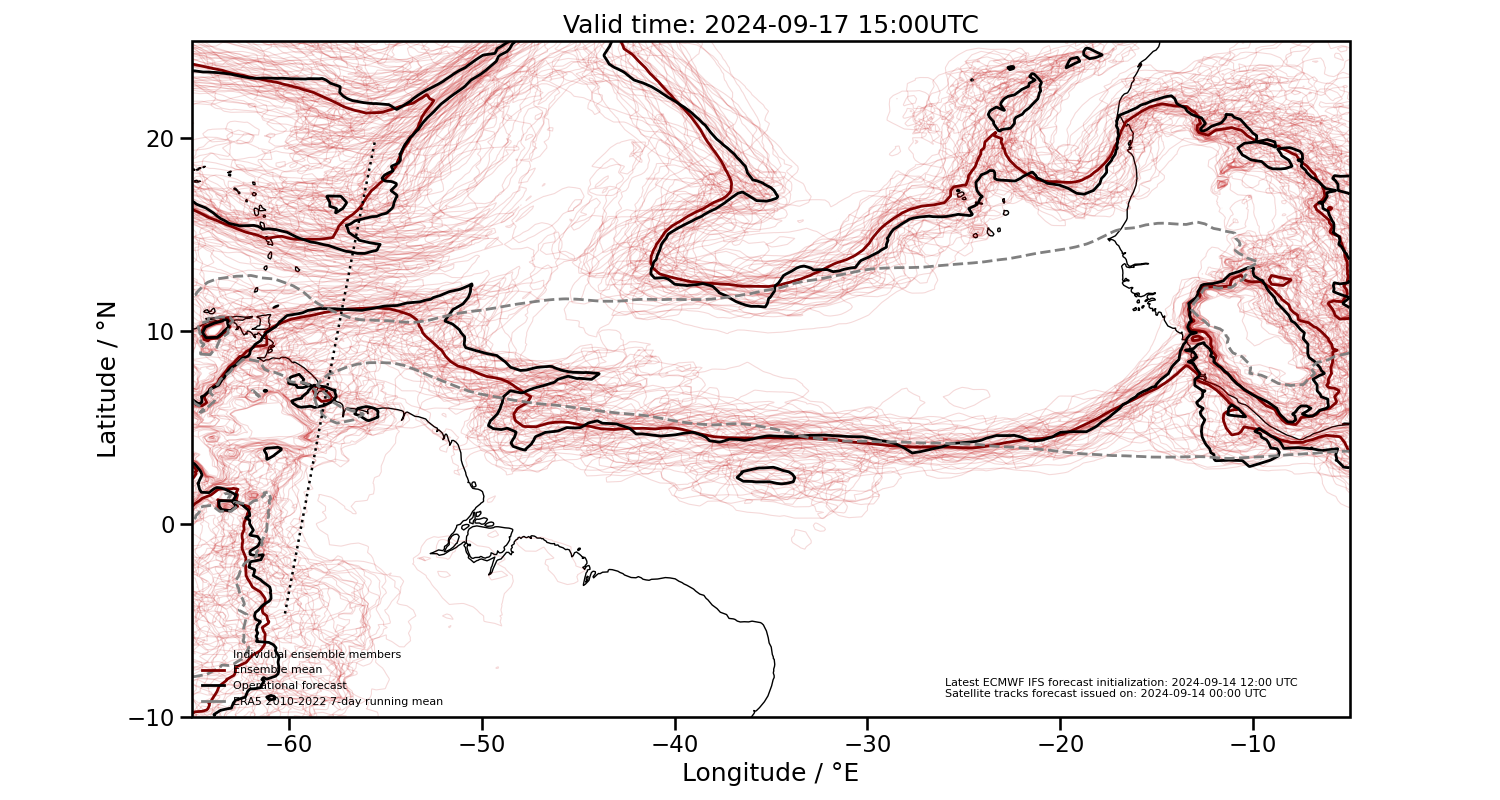 Valid time: 2024-09-17 15:00UTC
Latitude / °N
20
10
0
−10
Individual ensemble members
Ensemble mean
Operational forecast
ERA5 2010-2022 7-day running mean
Latest ECMWF IFS forecast initialization: 2024-09-14 12:00 UTC
Satellite tracks forecast issued on: 2024-09-14 00:00 UTC
−60 −50 −40 −30 −20 −10
Longitude / °E